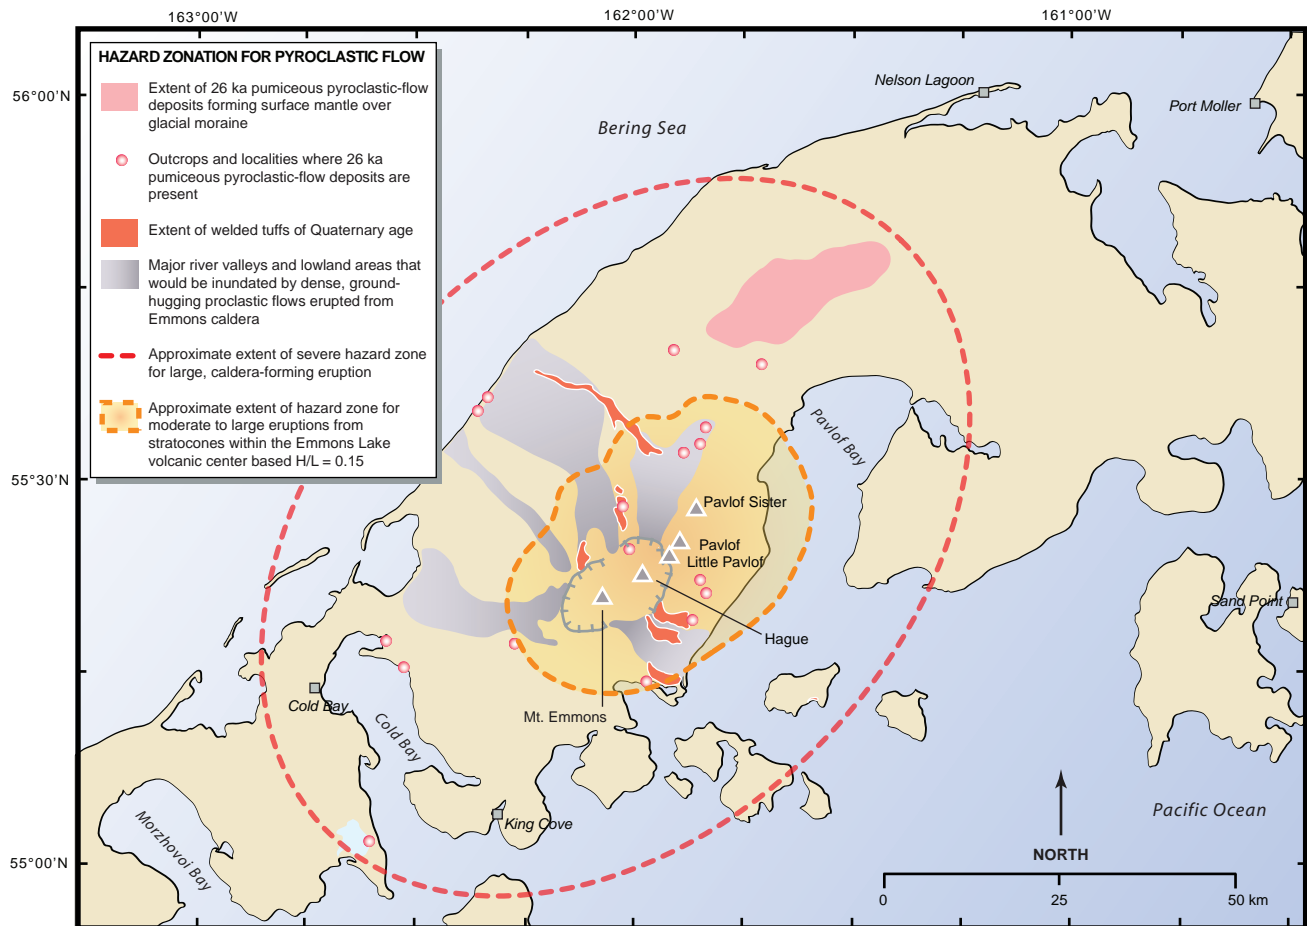 163°00’W
162°00’W
161°00’W
56°00’N
55°30’N
55°00’N
HAZARD ZONATION FOR PYROCLASTIC FLOW
Extent of 26 ka pumiceous pyroclastic-flow
deposits forming surface mantle over
glacial moraine
Outcrops and localities where 26 ka
pumiceous pyroclastic-flow deposits are
present
Extent of welded tuffs of Quaternary age
Major river valleys and lowland areas that
would be inundated by dense, ground-
hugging proclastic flows erupted from
Emmons caldera
Approximate extent of severe hazard zone
for large, caldera-forming eruption
Approximate extent of hazard zone for
moderate to large eruptions from
stratocones within the Emmons Lake
volcanic center based H/L = 0.15
Bering Sea
Nelson Lagoon
Port Moller
Pavlof Bay
Pavlof Sister
Pavlof
Little Pavlof
Hague
Sand Point
Mt. Emmons
Cold Bay
Cold Bay
King Cove
Morzhovoi Bay
Pacific Ocean
NORTH
0
25
50 km